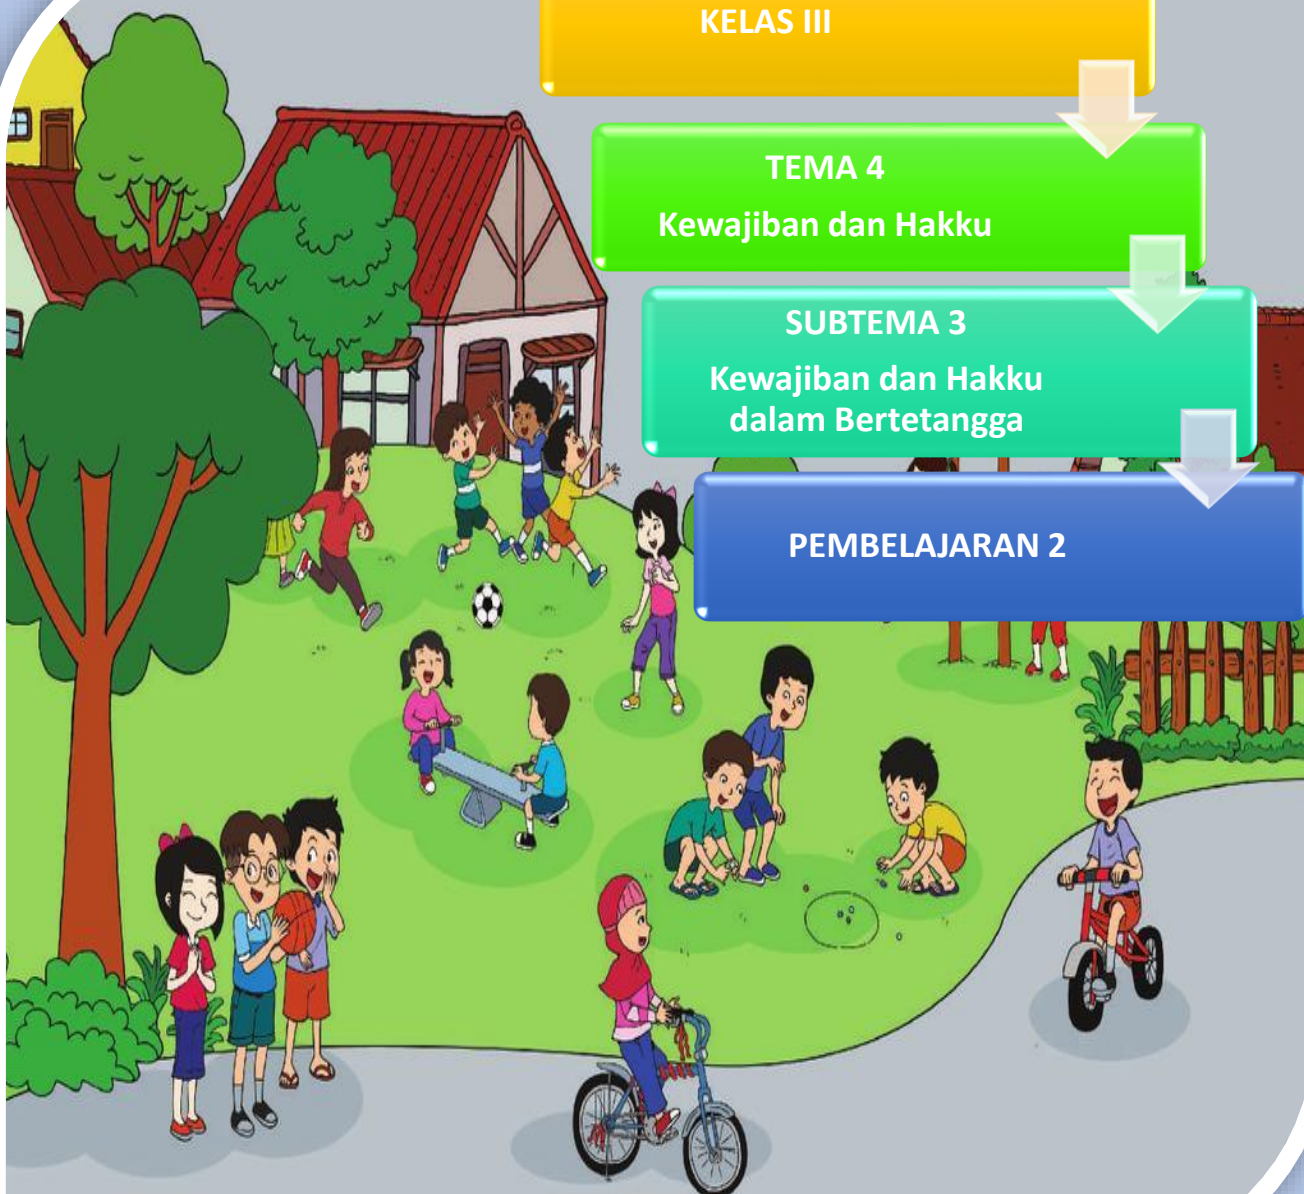 KELAS III
TEMA 4
Kewajiban dan Hakku
SUBTEMA 3
Kewajiban dan Hakku
dalam Bertetangga
PEMBELAJARAN 2